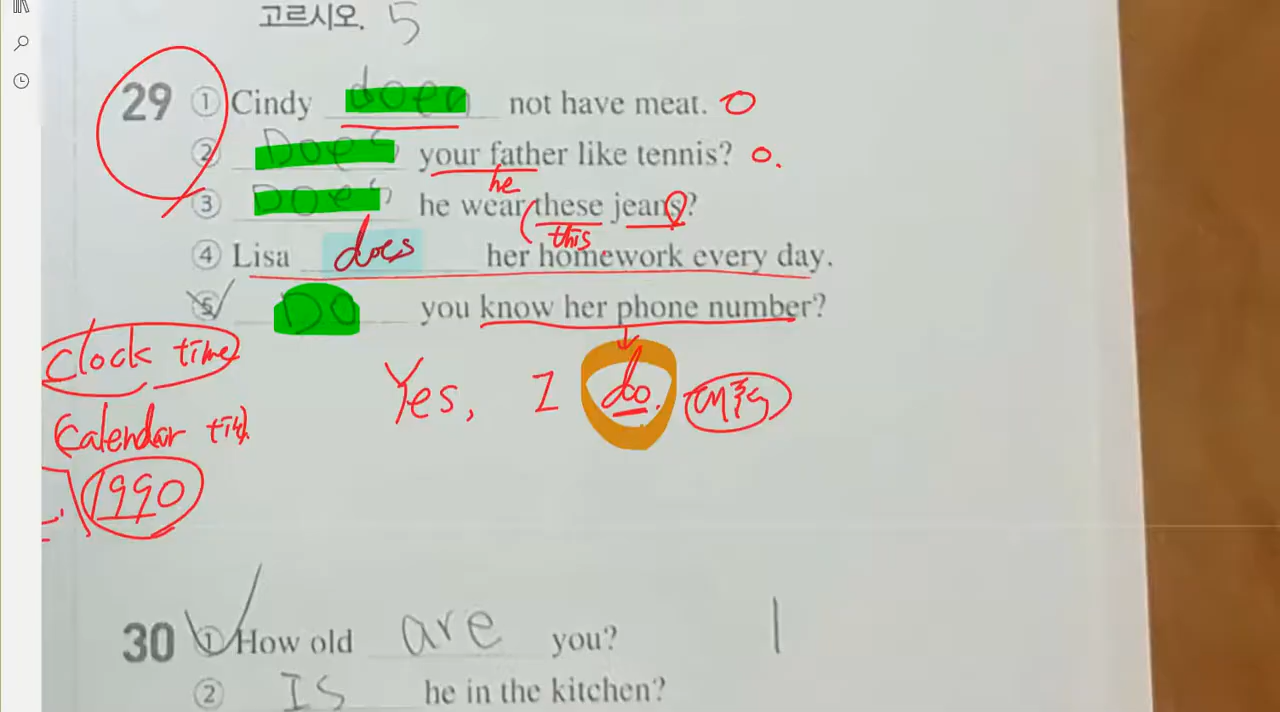 고르시오. 5
29 ① Cindy doen not have meat. O
② Does your father like tennis? O.
he
③ Does he wear (these jeans?
this
④ Lisa does her homework every day.
⑤ Do you know her phone number?
Clock time
Yes, I do.
Calendar
1990
30 ① How old are you? 1
② Is he in the kitchen?